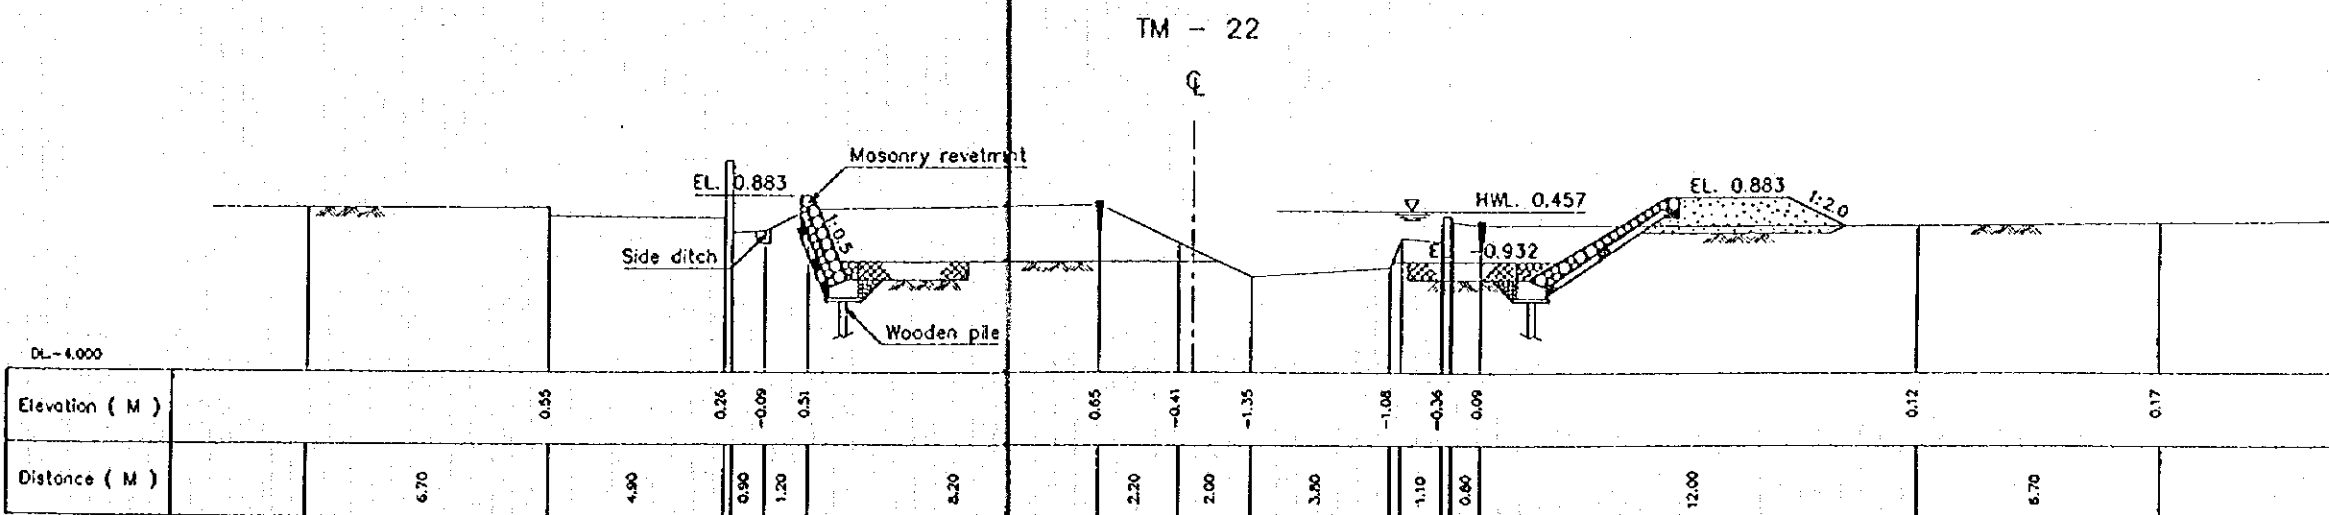 TM - 22
℄
Masonry revetmnt
EL. 0.883
1:0.5
Side ditch
Wooden pile
HWL. 0.457
EL. 0.883
1:2.0
-0.932
DL-4.000
Elevation ( M )
0.55
0.26
-0.09
0.51
0.65
-0.41
-1.35
-1.08
-0.36
0.09
0.12
0.17
Distance ( M )
6.70
4.90
0.90
1.20
8.20
2.20
2.00
3.80
1.10
0.80
12.00
6.70